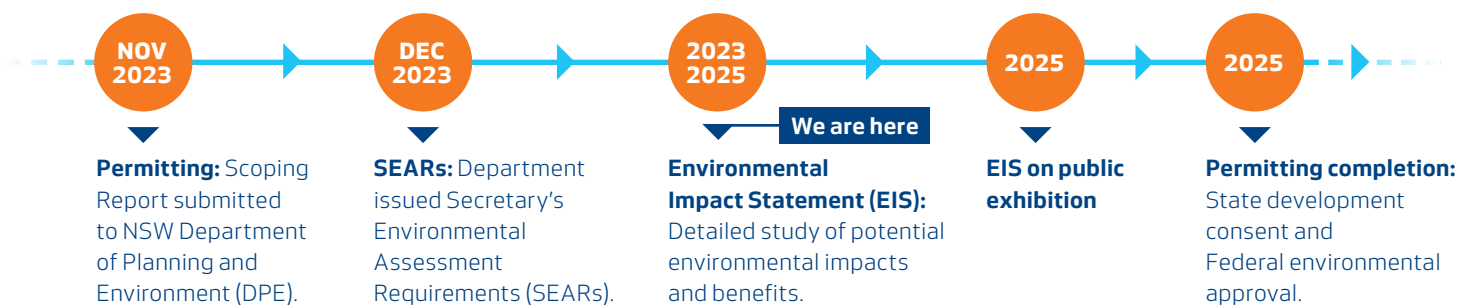 NOV
2023
DEC
2023
2023
2025
2025
2025
We are here
Permitting: Scoping
Report submitted
to NSW Department
of Planning and
Environment (DPE).
SEARs: Department
issued Secretary’s
Environmental
Assessment
Requirements (SEARs).
Environmental
Impact Statement (EIS):
Detailed study of potential
environmental impacts
and benefits.
EIS on public
exhibition
Permitting completion:
State development
consent and
Federal environmental
approval.